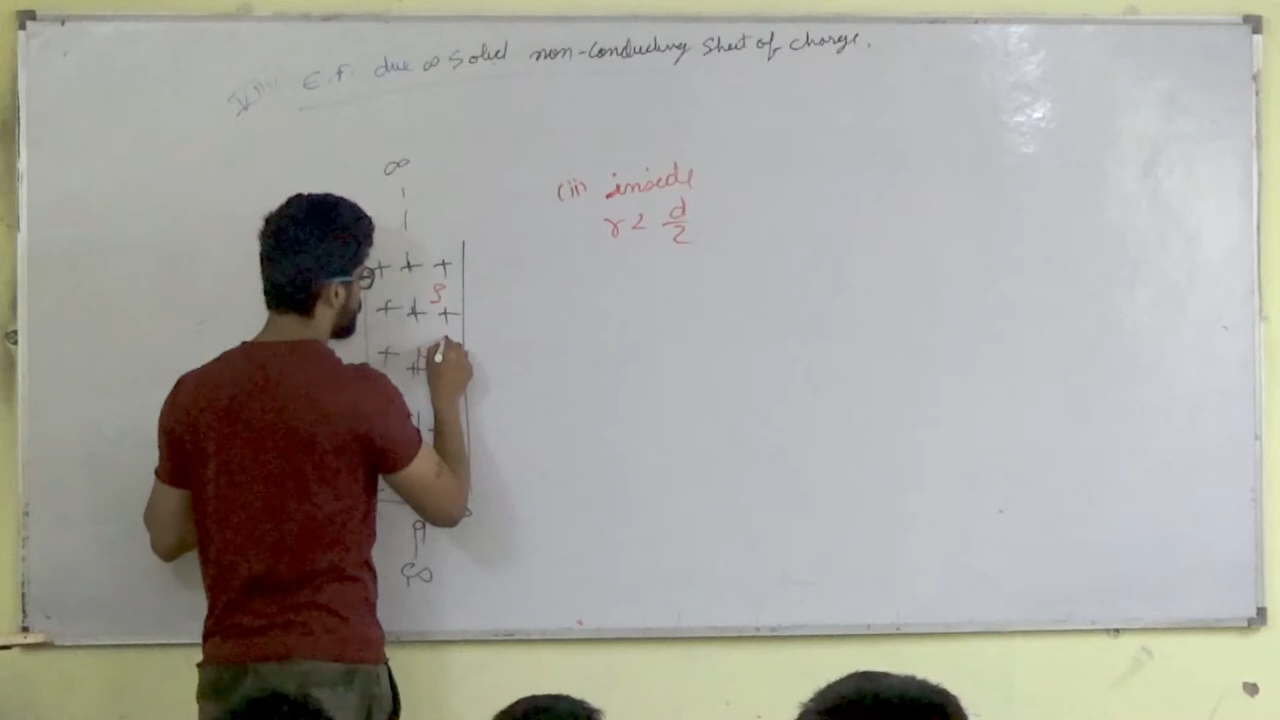 E.f. due ∞ Solid non-conducting Sheet of charge.
∞
(ii) inside
r < d/2
+ + +
ρ
+ + +
+ +
∞